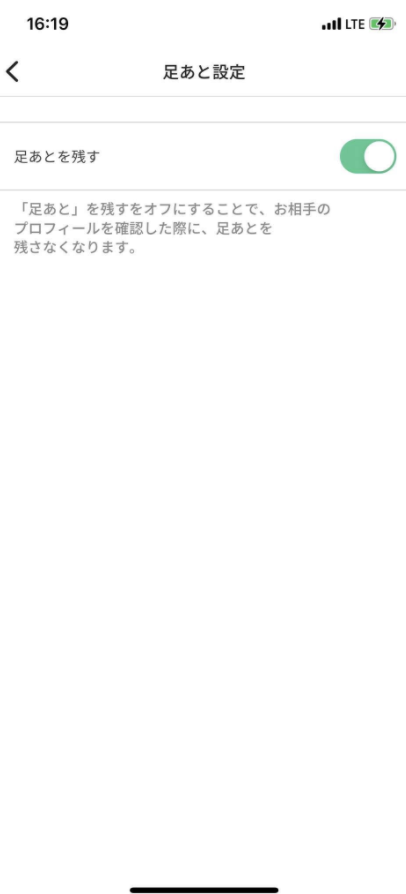 16:19
LTE
足あと設定
足あとを残す
「足あと」を残すをオフにすることで、お相手の
プロフィールを確認した際に、足あとを
残さなくなります。